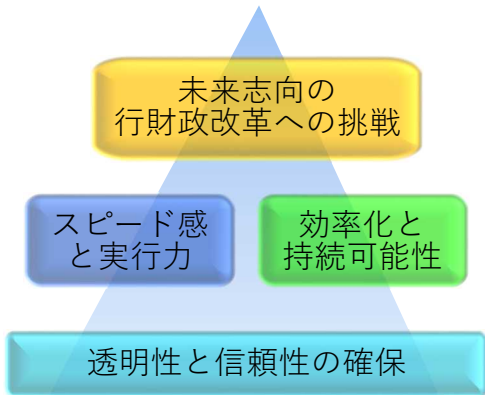 未来志向の
行財政改革への挑戦
スピード感
と実行力
効率化と
持続可能性
透明性と信頼性の確保